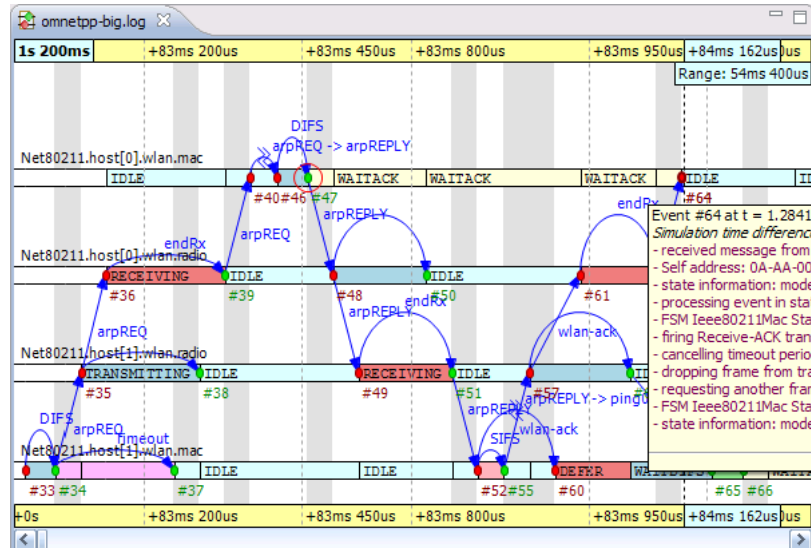 omnetpp-big.log
1s 200ms +83ms 200us +83ms 450us +83ms 800us +83ms 950us +84ms 162us
Range: 54ms 400us
DIFS
arpREQ -> arpREPLY
Net80211.host[0].wlan.mac
IDLE WAITACK WAITACK WAITACK IDLE
#40 #46 #47 #64
arpREQ arpREPLY endRx
endRx
Net80211.host[0].wlan.radio
RECEIVING IDLE IDLE
#36 #39 #48 #50 #61
arpREQ arpREPLY endRx wlan-ack
Net80211.host[1].wlan.radio
TRANSMITTING IDLE RECEIVING IDLE IDLE
#35 #38 #49 #51 #57
DIFS arpREQ timeout arpREPLY arpREPLY-> SIFS wlan-ack
Net80211.host[1].wlan.mac
IDLE IDLE DEFER
#33 #34 #37 #52 #55 #60 #65 #66
Event #64 at t = 1.2841
Simulation time difference
- received message from
- Self address: 0A-AA-00
- state information: mode
- processing event in stat
- FSM Ieee80211Mac Sta
- firing Receive-ACK tran
- cancelling timeout perio
- dropping frame from tra
- requesting another fran
- FSM Ieee80211Mac Sta
- state information: mode
+0s +83ms 200us +83ms 450us +83ms 800us +83ms 950us +84ms 162us